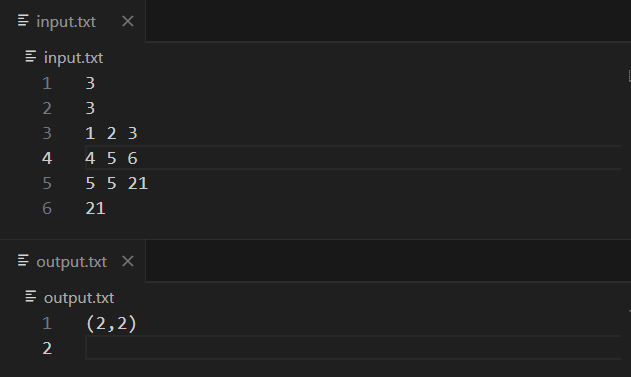 input.txt
input.txt
1 3
2 3
3 1 2 3
4 4 5 6
5 5 5 21
6 21
output.txt
output.txt
1 (2,2)
2